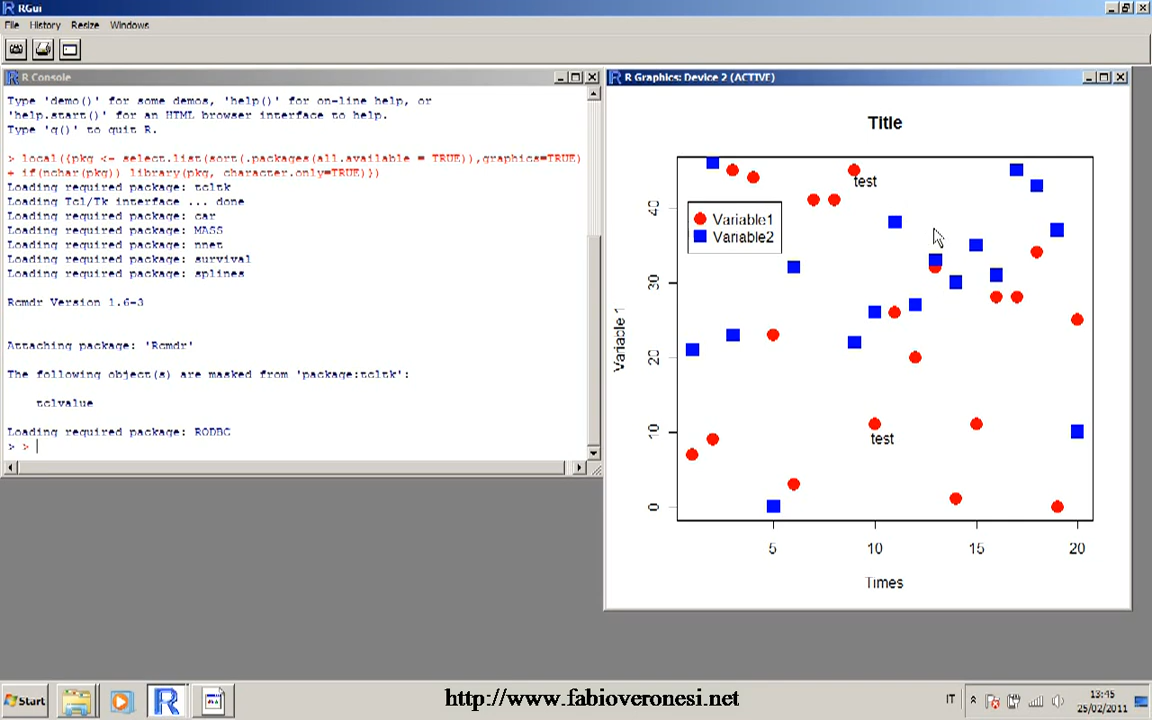 RGui
File History Resize Windows
R Console
Type 'demo()' for some demos, 'help()' for on-line help, or
'help.start()' for an HTML browser interface to help.
Type 'q()' to quit R.
> local({pkg <- select.list(sort(.packages(all.available = TRUE)),graphics=TRUE)
+ if(nchar(pkg)) library(pkg, character.only=TRUE)})
Loading required package: tcltk
Loading Tcl/Tk interface ... done
Loading required package: car
Loading required package: MASS
Loading required package: nnet
Loading required package: survival
Loading required package: splines
Rcmdr Version 1.6-3
Attaching package: 'Rcmdr'
The following object(s) are masked from 'package:tcltk':
tclvalue
Loading required package: RODBC
> >
R Graphics: Device 2 (ACTIVE)
Title
test
Variable1
Variable2
test
Variable 1
0 10 20 30 40
5 10 15 20
Times
Start
http://www.fabioveronesi.net
IT
13:45
25/02/2011